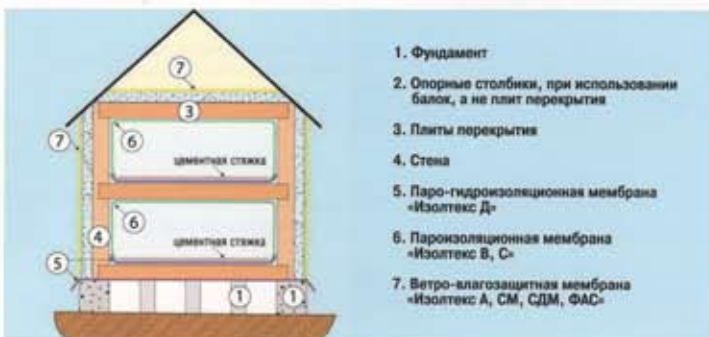 7
3
7
6
цементная стяжка
6
4
цементная стяжка
5
1
1
1. Фундамент
2. Опорные столбики, при использовании
балок, а не плит перекрытия
3. Плиты перекрытия
4. Стена
5. Паро-гидроизоляционная мембрана
«Изолтекс Д»
6. Пароизоляционная мембрана
«Изолтекс В, С»
7. Ветро-влагозащитная мембрана
«Изолтекс А, СМ, СДМ, ФАС»